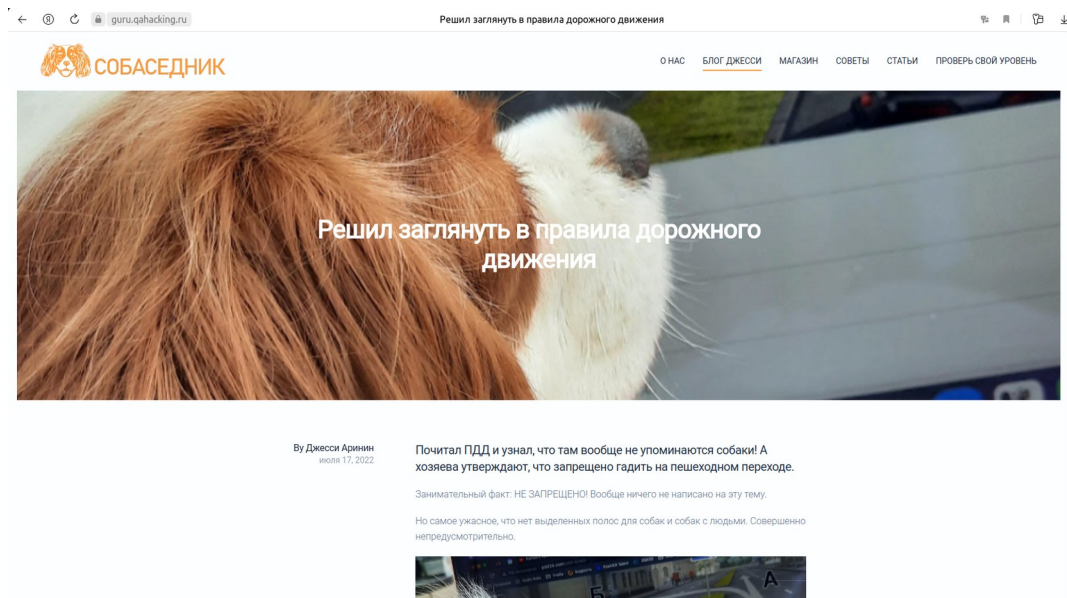 guru.qahacking.ru
Решил заглянуть в правила дорожного движения
СОБАСЕДНИК
О НАС БЛОГ ДЖЕССИ МАГАЗИН СОВЕТЫ СТАТЬИ ПРОВЕРЬ СВОЙ УРОВЕНЬ
Решил заглянуть в правила дорожного
движения
By Джесси Аринин
июля 17, 2022
Почитал ПДД и узнал, что там вообще не упоминаются собаки! А
хозяева утверждают, что запрещено гадить на пешеходном переходе.
Занимательный факт: НЕ ЗАПРЕЩЕНО! Вообще ничего не написано на эту тему.
Но самое ужасное, что нет выделенных полос для собак и собак с людьми. Совершенно
непредусмотрительно.
Б
А